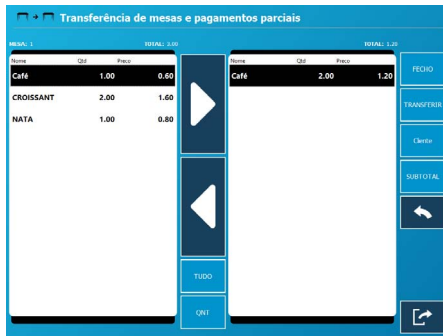 Transferência de mesas e pagamentos parciais
MESA: 1 TOTAL: 3.00
Nome Qtd Preco
Café 1.00 0.60
CROISSANT 2.00 1.60
NATA 1.00 0.80
TUDO
QNT
TOTAL: 1.20
Nome Qtd Preco
Café 2.00 1.20
FECHO
TRANSFERIR
Cliente
SUBTOTAL